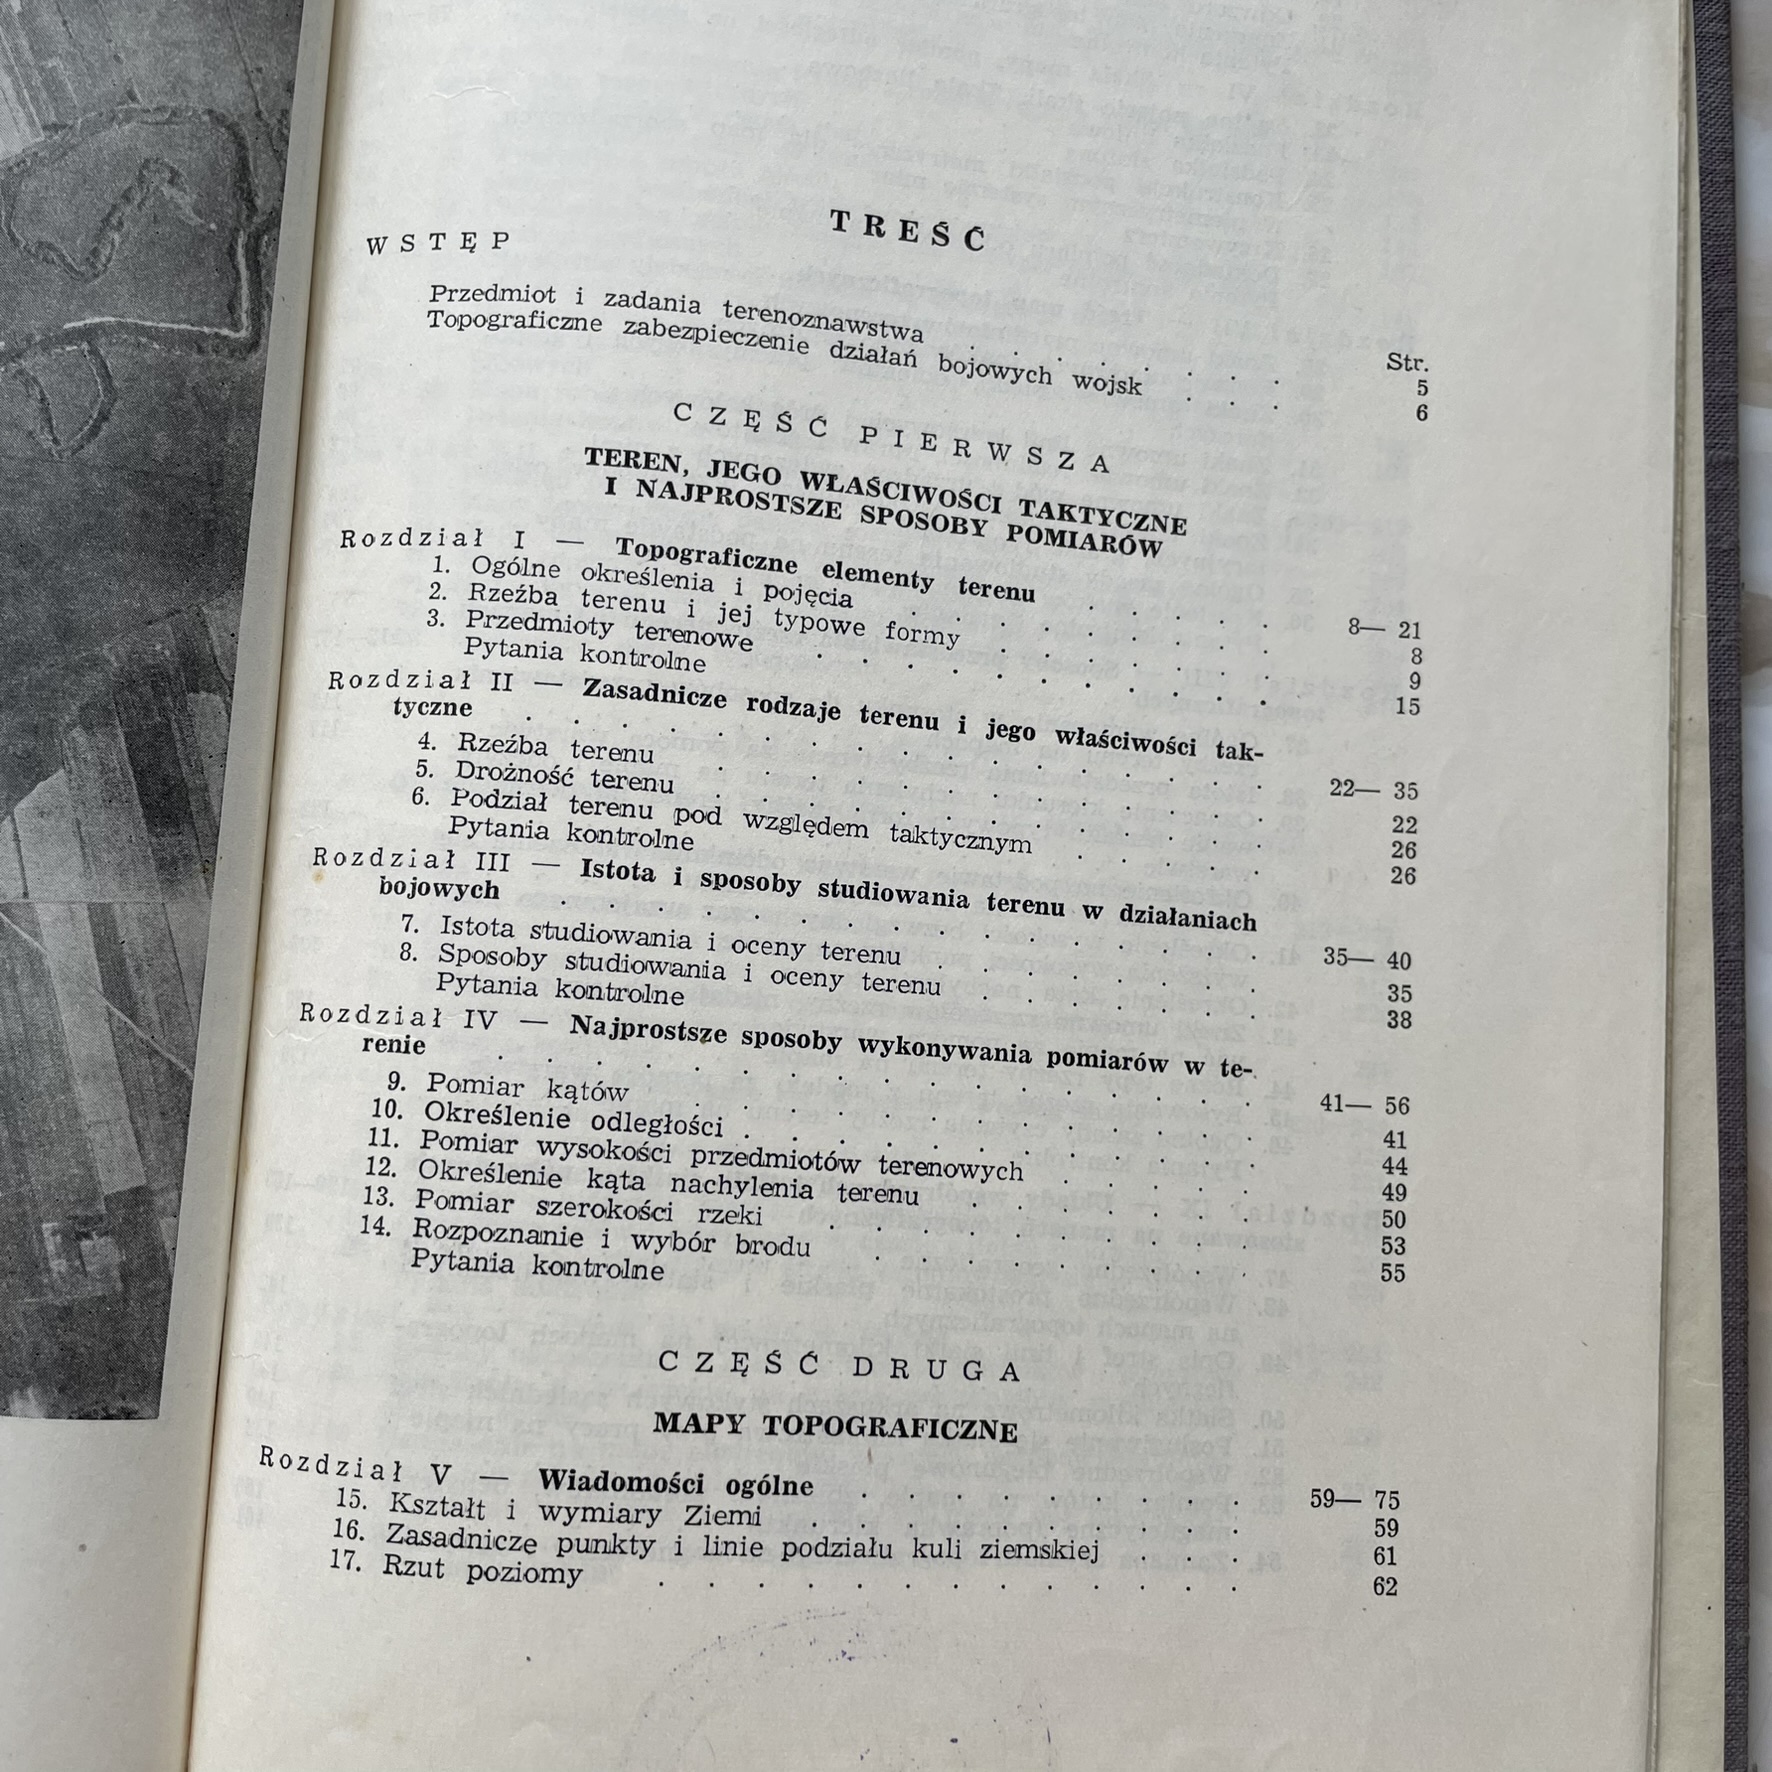 TREŚĆ
WSTĘP
Str.
Przedmiot i zadania terenoznawstwa . . . . . . . . 5
Topograficzne zabezpieczenie działań bojowych wojsk . . . 6
CZĘŚĆ PIERWSZA
TEREN, JEGO WŁAŚCIWOŚCI TAKTYCZNE
I NAJPROSTSZE SPOSOBY POMIARÓW
Rozdział I — Topograficzne elementy terenu . . . . . 8— 21
1. Ogólne określenia i pojęcia . . . . . . . . . 8
2. Rzeźba terenu i jej typowe formy . . . . . . . 9
3. Przedmioty terenowe . . . . . . . . . . . 15
Pytania kontrolne
Rozdział II — Zasadnicze rodzaje terenu i jego właściwości tak-
tyczne . . . . . . . . . . . . . . . . . 22— 35
4. Rzeźba terenu . . . . . . . . . . . . . 22
5. Drożność terenu . . . . . . . . . . . . . 26
6. Podział terenu pod względem taktycznym . . . . . 26
Pytania kontrolne
Rozdział III — Istota i sposoby studiowania terenu w działaniach
bojowych . . . . . . . . . . . . . . . . 35— 40
7. Istota studiowania i oceny terenu . . . . . . . . 35
8. Sposoby studiowania i oceny terenu . . . . . . . 38
Pytania kontrolne
Rozdział IV — Najprostsze sposoby wykonywania pomiarów w te-
renie . . . . . . . . . . . . . . . . . 41— 56
9. Pomiar kątów . . . . . . . . . . . . . 41
10. Określenie odległości . . . . . . . . . . . . 44
11. Pomiar wysokości przedmiotów terenowych . . . . . 49
12. Określenie kąta nachylenia terenu . . . . . . . 50
13. Pomiar szerokości rzeki . . . . . . . . . . 53
14. Rozpoznanie i wybór brodu . . . . . . . . . 55
Pytania kontrolne
CZĘŚĆ DRUGA
MAPY TOPOGRAFICZNE
Rozdział V — Wiadomości ogólne . . . . . . . . . 59— 75
15. Kształt i wymiary Ziemi . . . . . . . . . . 59
16. Zasadnicze punkty i linie podziału kuli ziemskiej . . . 61
17. Rzut poziomy . . . . . . . . . . . . . 62